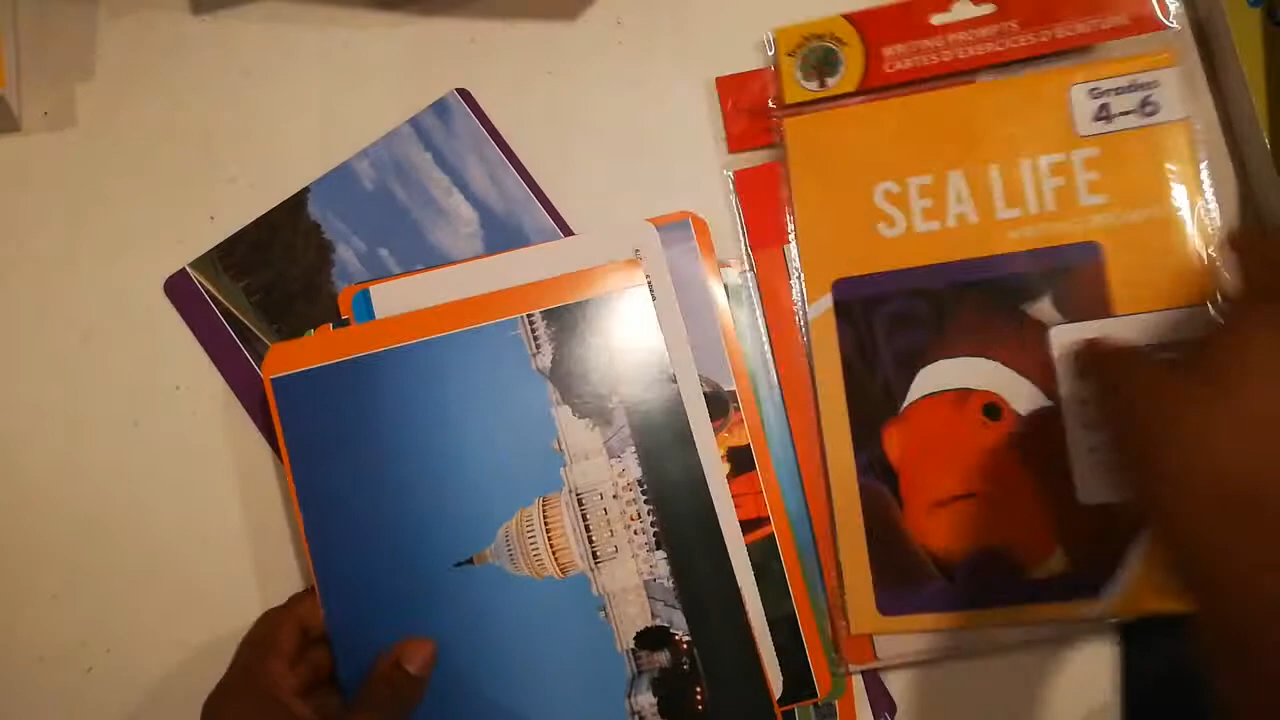 WRITING PROMPTS
CARTES D'EXERCICES D'ÉCRITURE
Grades
4–6
SEA LIFE